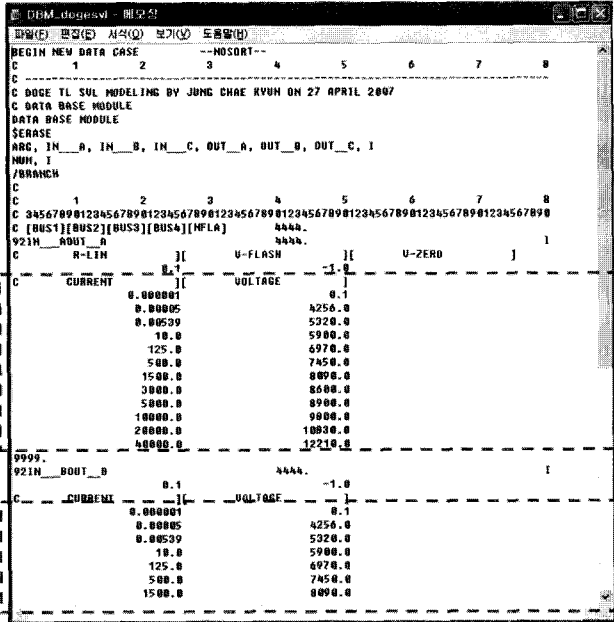 DBM_dogesvl - 메모장
파일(F) 편집(E) 서식(O) 보기(V) 도움말(H)
BEGIN NEW DATA CASE --NOSORT--
C 1 2 3 4 5 6 7 8
C ----------------------------------------------------------------
C DOGE TL SVL MODELING BY JUNG CHAE KYUN ON 27 APRIL 2007
C DATA BASE MODULE
DATA BASE MODULE
$ERASE
ARG, IN___A, IN___B, IN___C, OUT__A, OUT__B, OUT__C, I
NUM, I
/BRANCH
C
C 1 2 3 4 5 6 7 8
C 345678901234567890123456789012345678901234567890123456789012345678901234567890
C [BUS1][BUS2][BUS3][BUS4][NFLA] 4444.
92IN___AOUT__A 4444. 1
C R-LIN ][ V-FLASH ][ V-ZERO ]
0.1 -1.0
C CURRENT ][ VOLTAGE ]
0.000001 0.1
0.00005 4256.0
0.00539 5320.0
10.0 5900.0
125.0 6970.0
500.0 7450.0
1500.0 8090.0
3000.0 8600.0
5000.0 8900.0
10000.0 9800.0
20000.0 10830.0
40000.0 12210.0
9999.
92IN___BOUT__B 4444. I
0.1 -1.0
C CURRENT ][ VOLTAGE ]
0.000001 0.1
0.00005 4256.0
0.00539 5320.0
10.0 5900.0
125.0 6970.0
500.0 7450.0
1500.0 8090.0